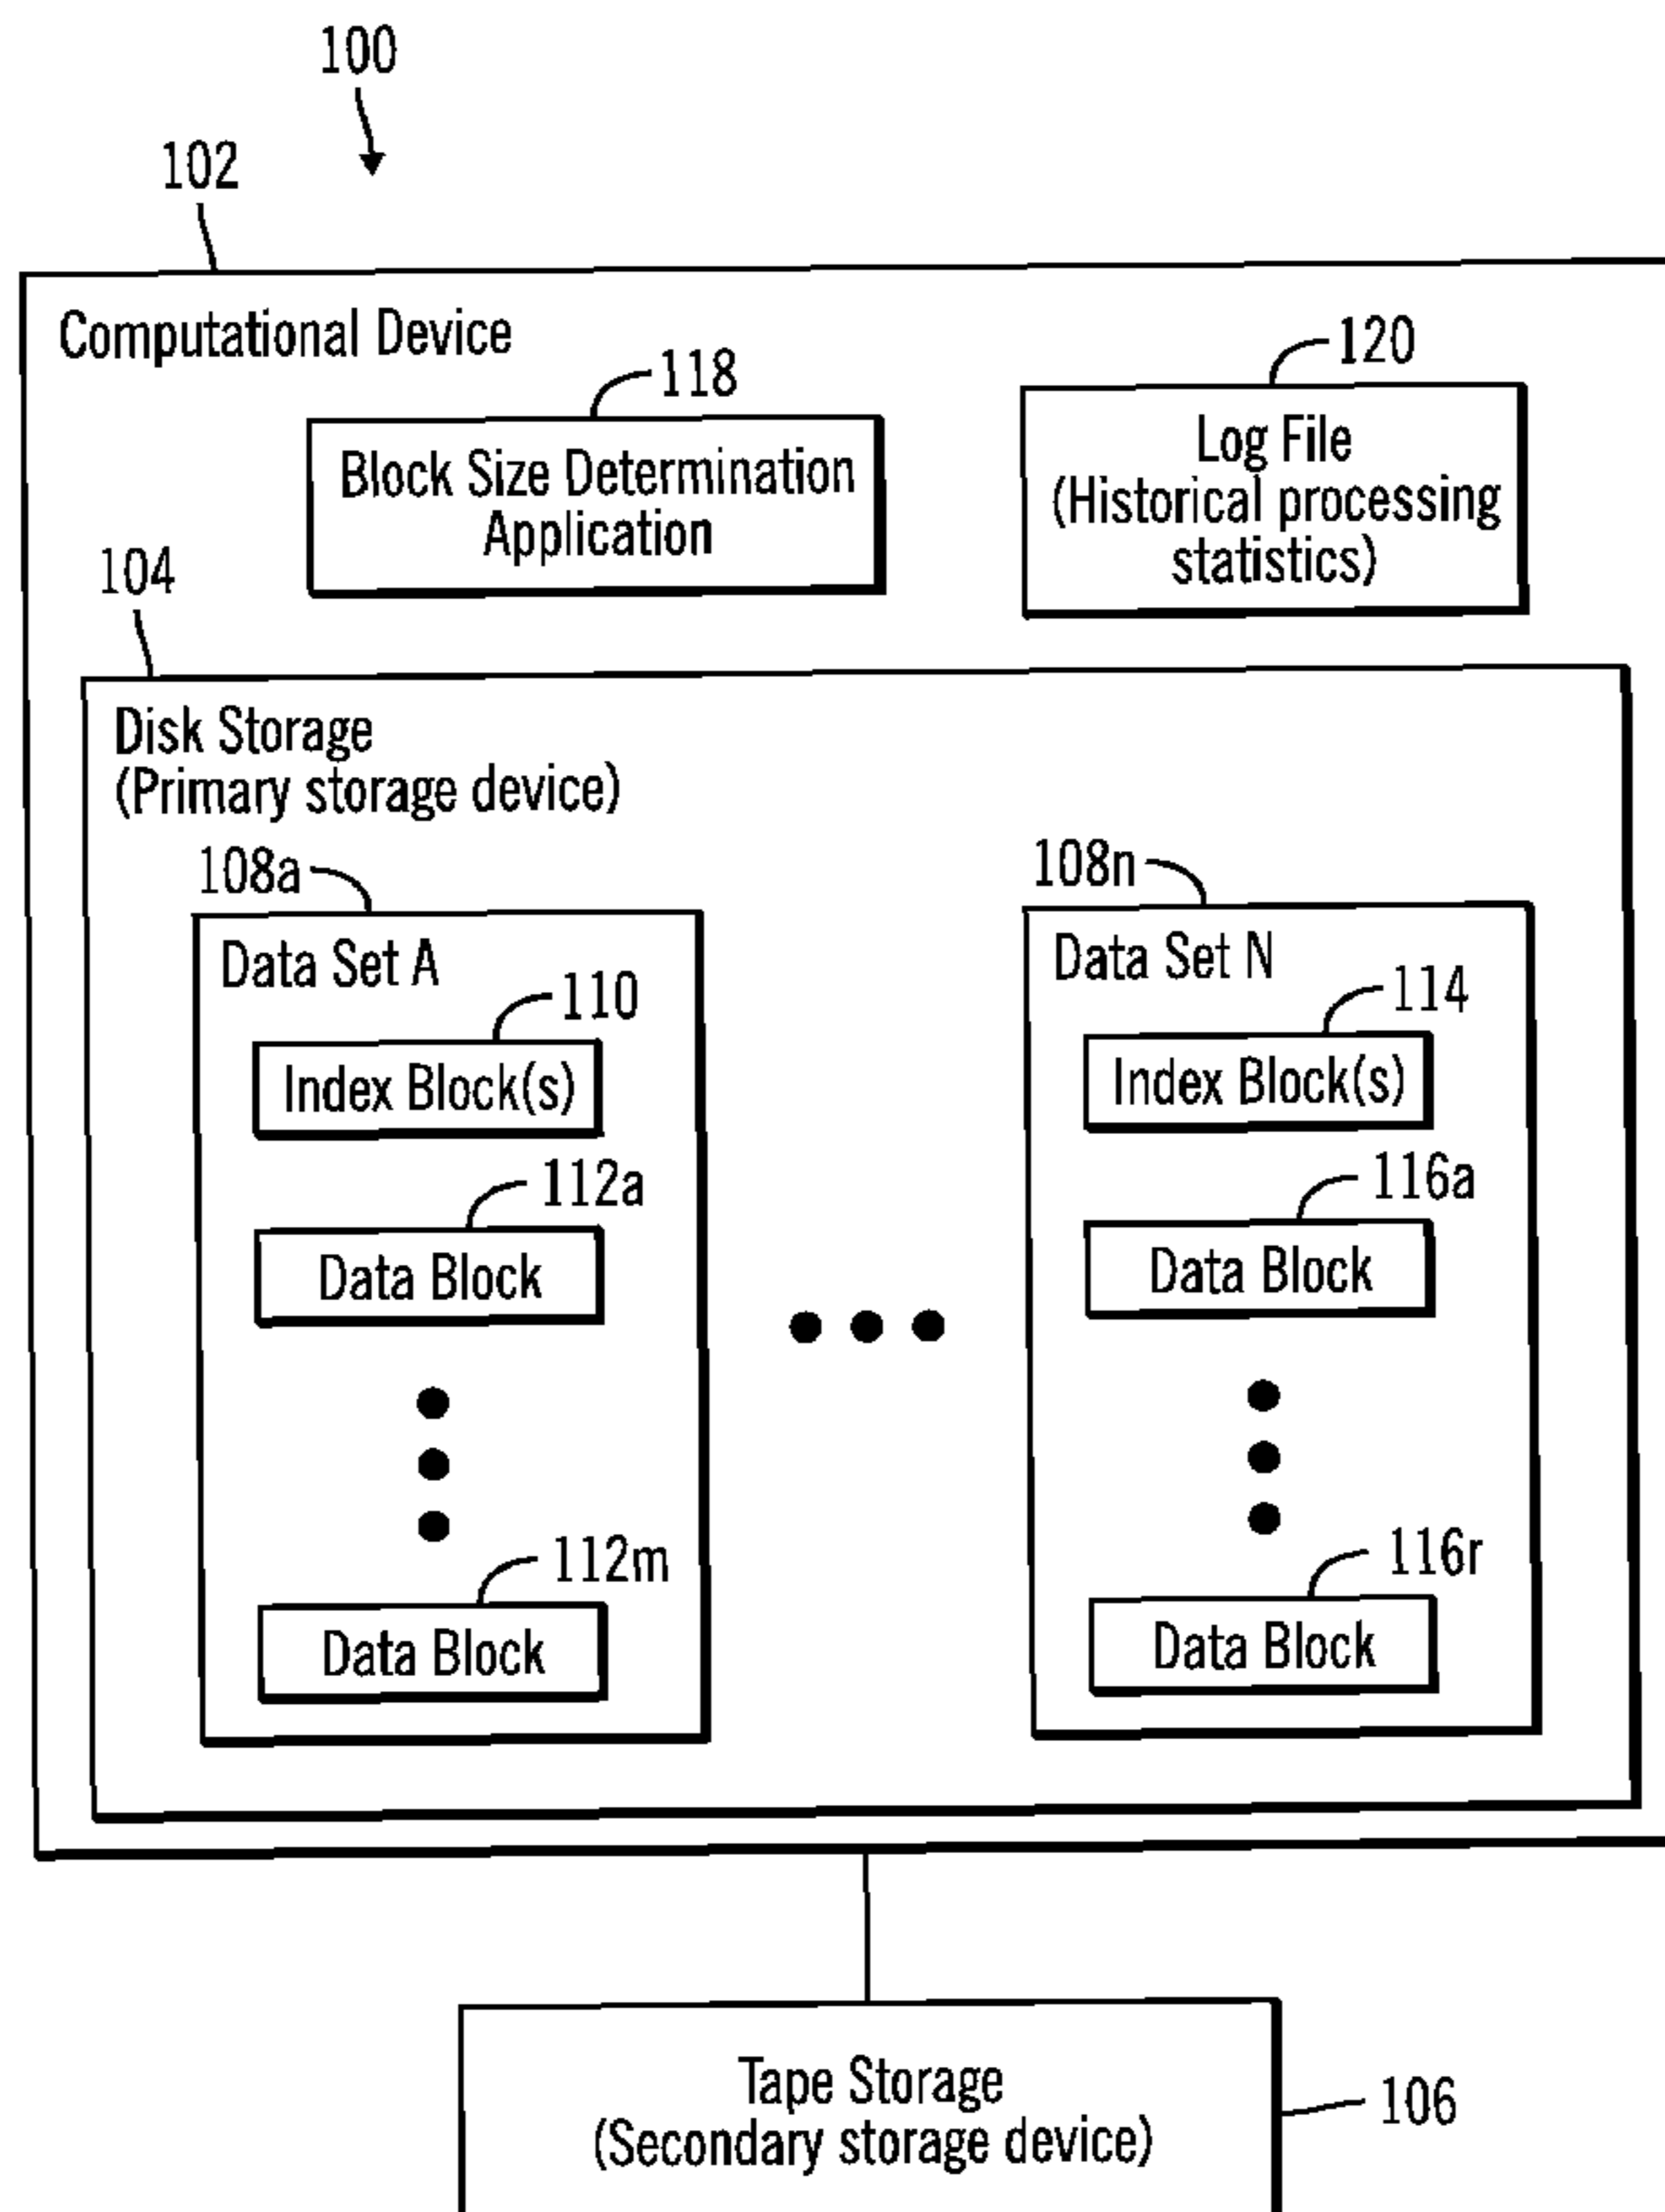 100
102
Computational Device
118
Block Size Determination
Application
120
Log File
(Historical processing
statistics)
104
Disk Storage
(Primary storage device)
108a
Data Set A
110
Index Block(s)
112a
Data Block
112m
Data Block
108n
Data Set N
114
Index Block(s)
116a
Data Block
116r
Data Block
Tape Storage
(Secondary storage device)
106